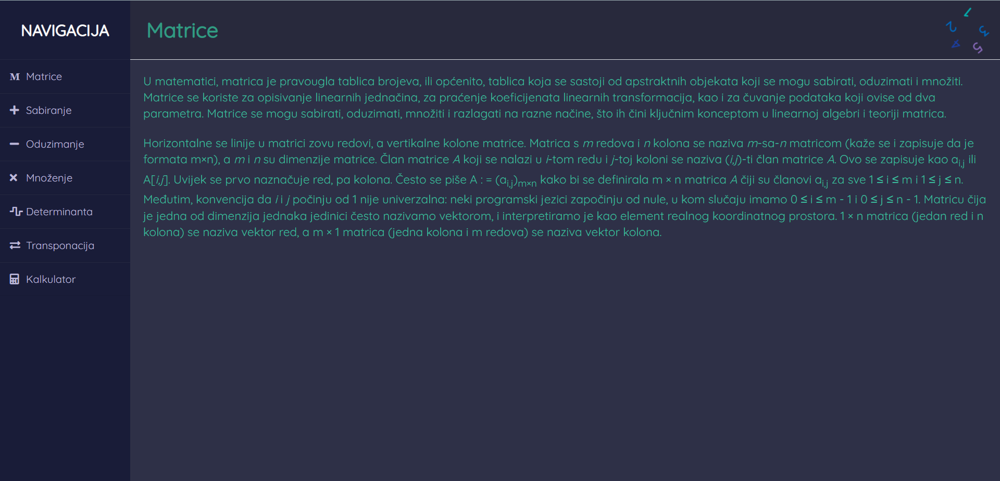 NAVIGACIJA
Matrice
1
2
3
4
5
M Matrice
Sabiranje
Oduzimanje
Množenje
Determinanta
Transponacija
Kalkulator
U matematici, matrica je pravougla tablica brojeva, ili općenito, tablica koja se sastoji od apstraktnih objekata koji se mogu sabirati, oduzimati i množiti.
Matrice se koriste za opisivanje linearnih jednačina, za praćenje koeficijenata linearnih transformacija, kao i za čuvanje podataka koji ovise od dva
parametra. Matrice se mogu sabirati, oduzimati, množiti i razlagati na razne načine, što ih čini ključnim konceptom u linearnoj algebri i teoriji matrica.
Horizontalne se linije u matrici zovu redovi, a vertikalne kolone matrice. Matrica s m redova i n kolona se naziva m-sa-n matricom (kaže se i zapisuje da je
formata m×n), a m i n su dimenzije matrice. Član matrice A koji se nalazi u i-tom redu i j-toj koloni se naziva (i,j)-ti član matrice A. Ovo se zapisuje kao a_{i,j} ili
A[i,j]. Uvijek se prvo naznačuje red, pa kolona. Često se piše A : = (a_{i,j})_{m×n} kako bi se definirala m × n matrica A čiji su članovi a_{i,j} za sve 1 ≤ i ≤ m i 1 ≤ j ≤ n.
Međutim, konvencija da i i j počinju od 1 nije univerzalna: neki programski jezici započinju od nule, u kom slučaju imamo 0 ≤ i ≤ m - 1 i 0 ≤ j ≤ n - 1. Matricu čija
je jedna od dimenzija jednaka jedinici često nazivamo vektorom, i interpretiramo je kao element realnog koordinatnog prostora. 1 × n matrica (jedan red i n
kolona) se naziva vektor red, a m × 1 matrica (jedna kolona i m redova) se naziva vektor kolona.